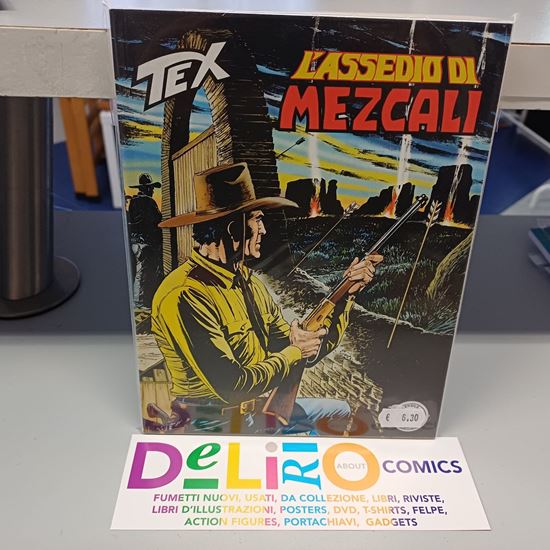 TEX
L'ASSEDIO DI
MEZCALI
€ 6,30
DeLiRiO ABOUT COMICS
FUMETTI NUOVI, USATI, DA COLLEZIONE, LIBRI, RIVISTE,
LIBRI D'ILLUSTRAZIONI, POSTERS, DVD, T-SHIRTS, FELPE,
ACTION FIGURES, PORTACHIAVI, GADGETS